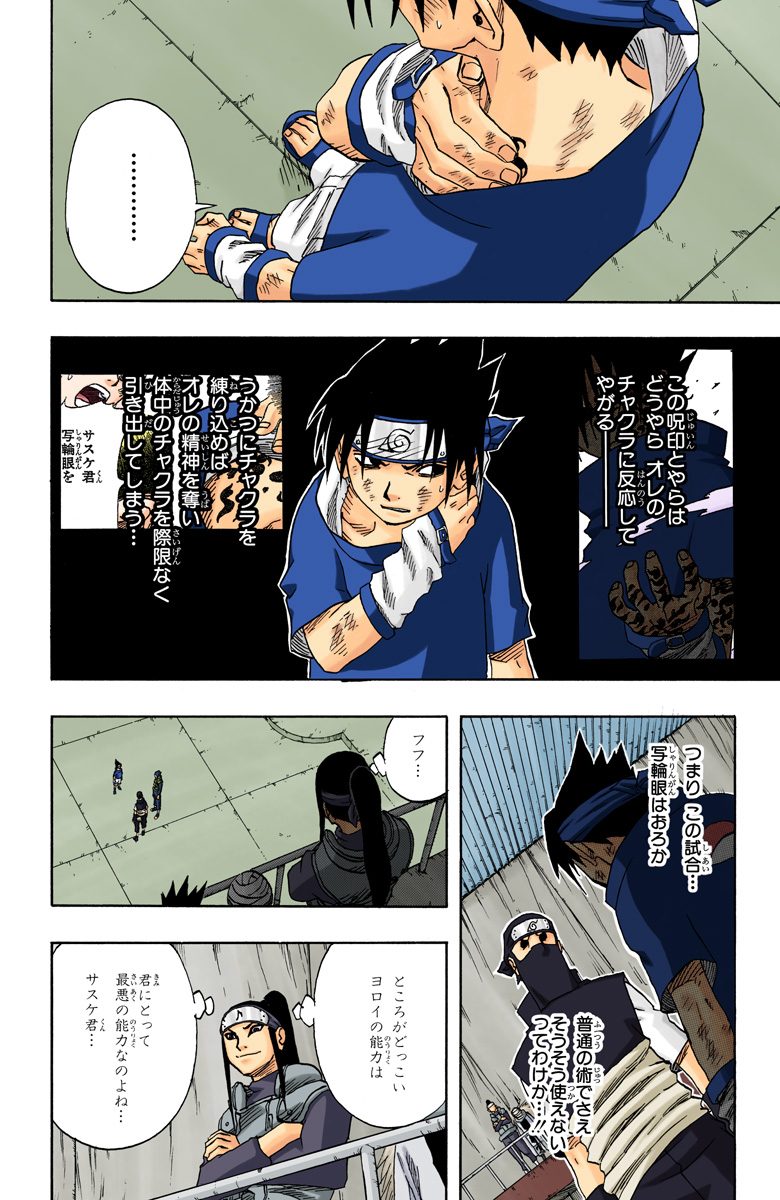 ………
この呪印とやらは
どうやら オレの
チャクラに反応して
やがる――
うかつにチャクラを
練り込めば
オレの精神を奪い
体中のチャクラを際限なく
引き出してしまう…
サスケ君
写輪眼を
つまり この試合…
写輪眼はおろか
普通の術でさえ
そうそう使えない
ってわけか…!!
フフ…
ところがどっこい
ヨロイの能力は
君にとって
最悪の能力なのよね…
サスケ君…